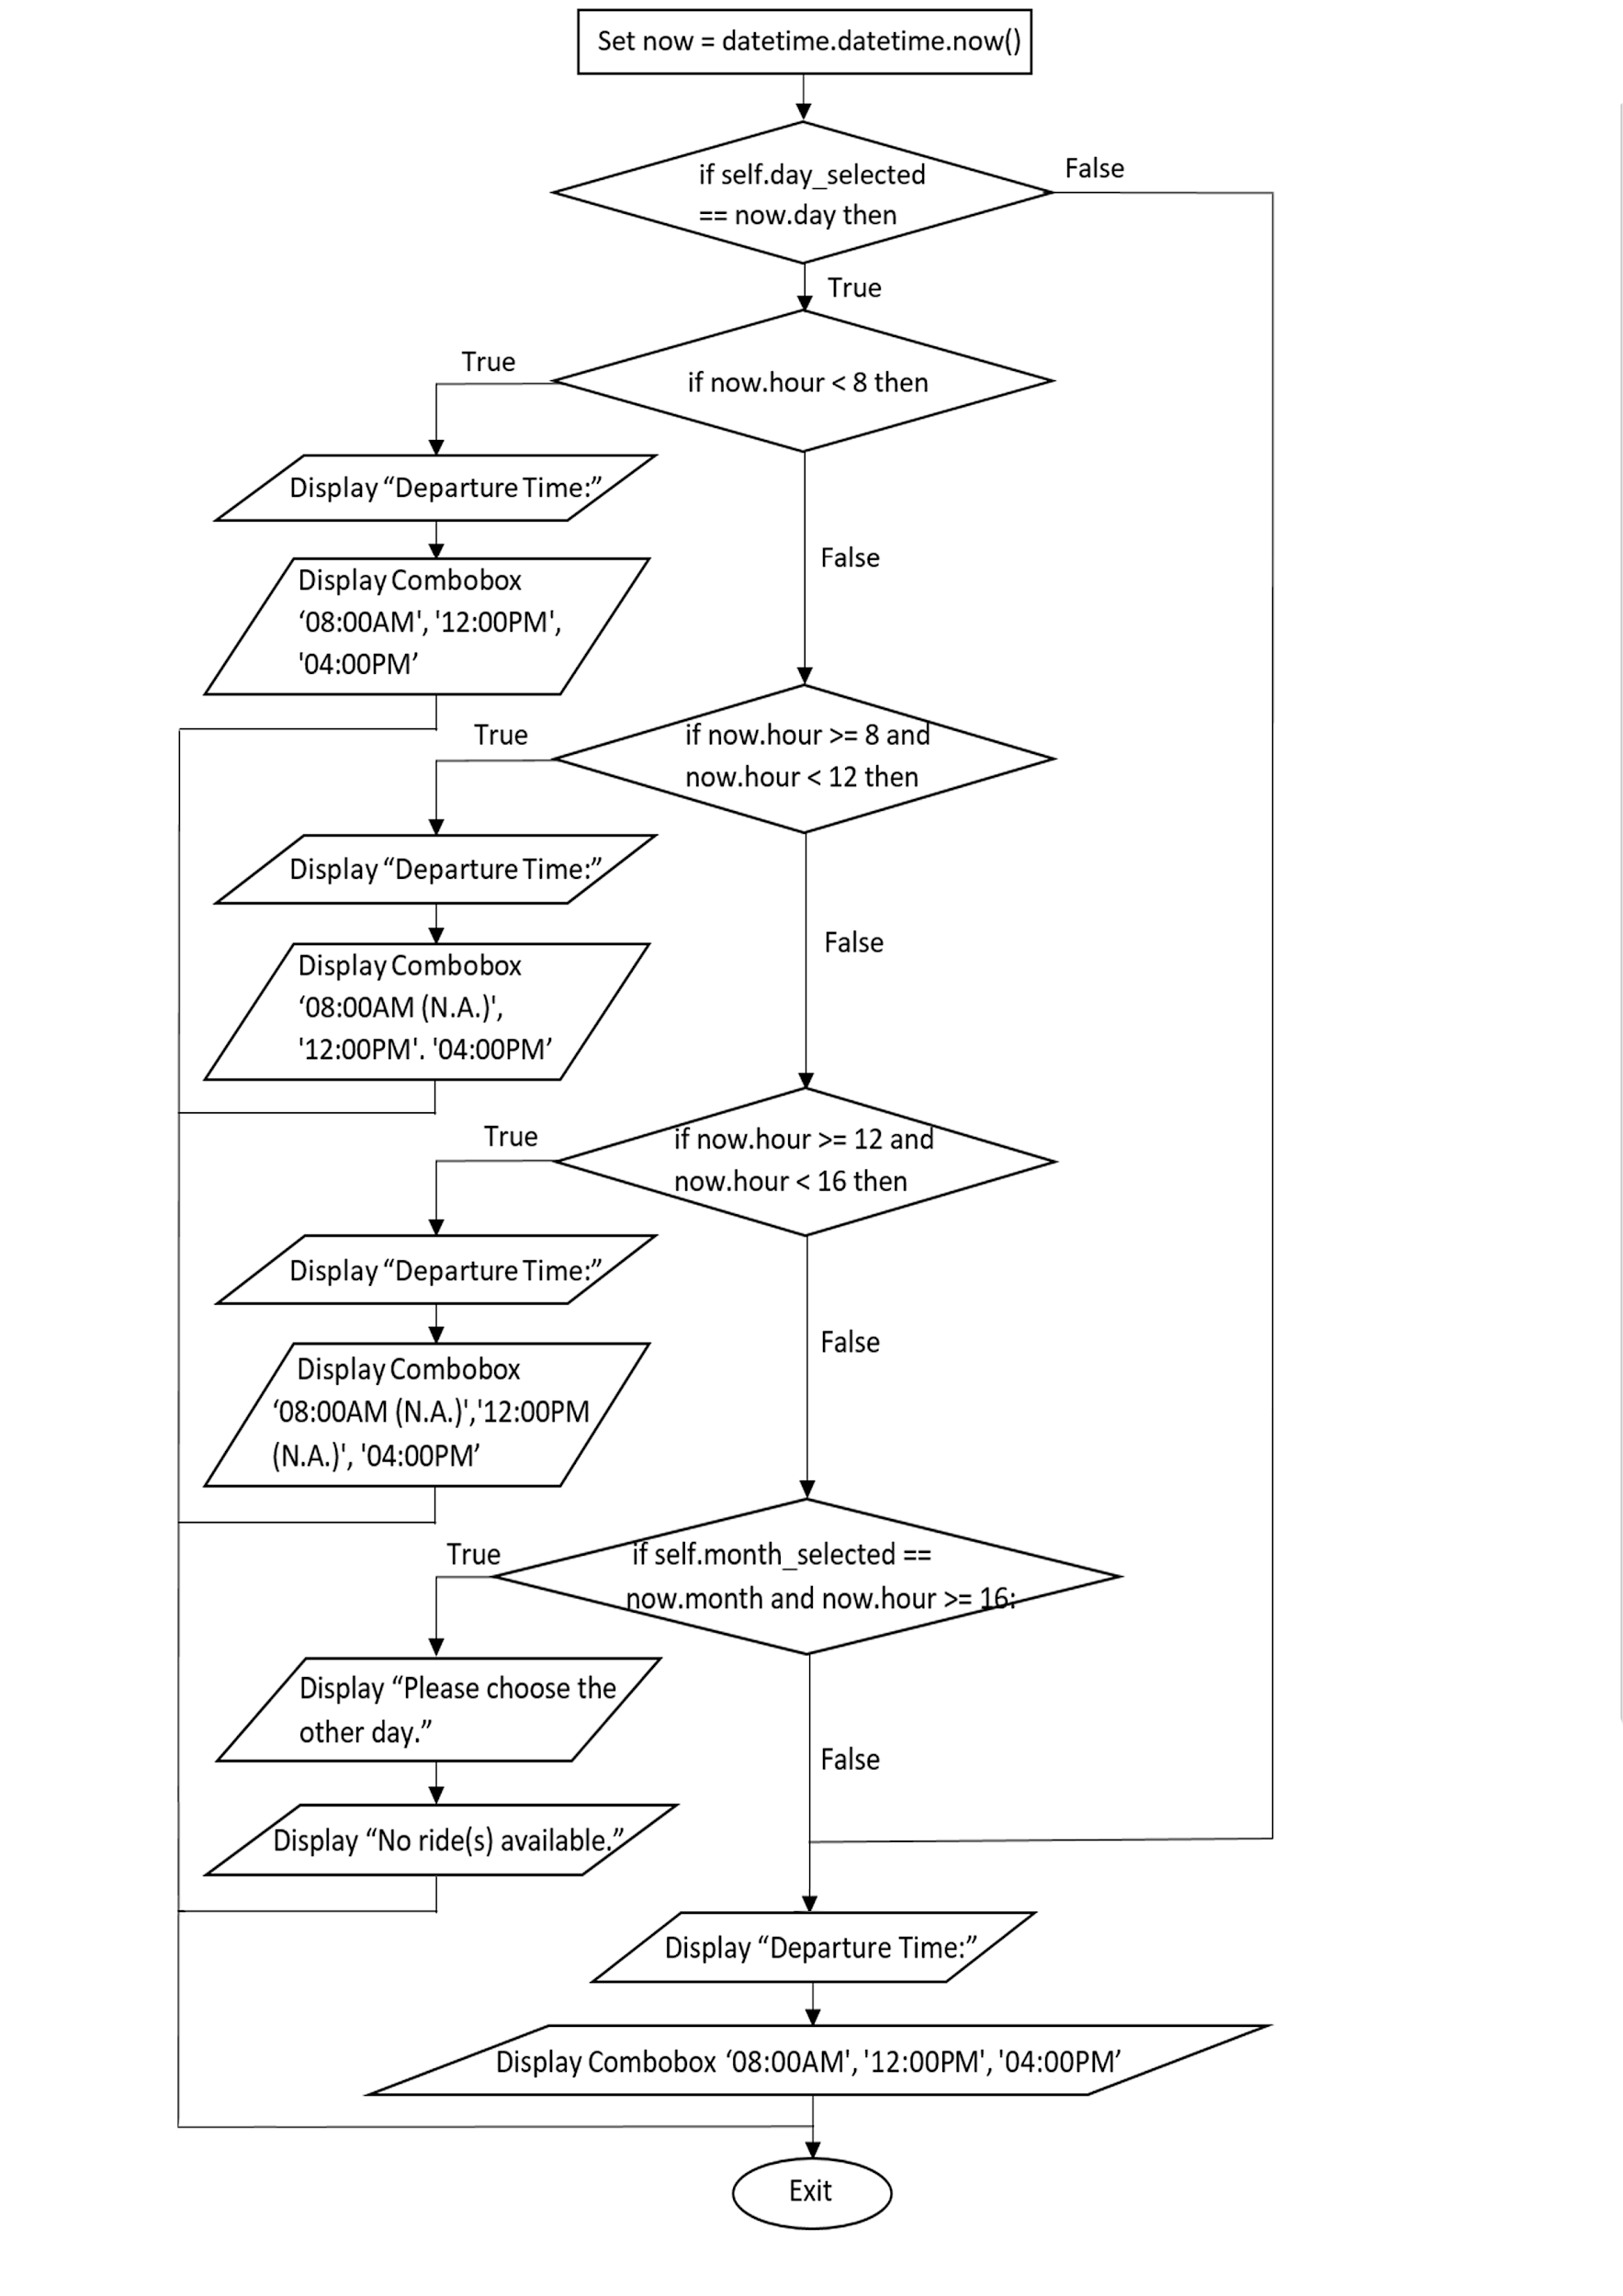 Set now = datetime.datetime.now()
if self.day_selected
== now.day then
False
True
if now.hour < 8 then
True
Display “Departure Time:”
Display Combobox
‘08:00AM', '12:00PM',
'04:00PM’
False
if now.hour >= 8 and
now.hour < 12 then
True
Display “Departure Time:”
Display Combobox
‘08:00AM (N.A.)',
'12:00PM'. '04:00PM’
False
if now.hour >= 12 and
now.hour < 16 then
True
Display “Departure Time:”
Display Combobox
‘08:00AM (N.A.)','12:00PM
(N.A.)', '04:00PM’
False
if self.month_selected ==
now.month and now.hour >= 16:
True
Display “Please choose the
other day.”
Display “No ride(s) available.”
False
Display “Departure Time:”
Display Combobox ‘08:00AM', '12:00PM', '04:00PM’
Exit